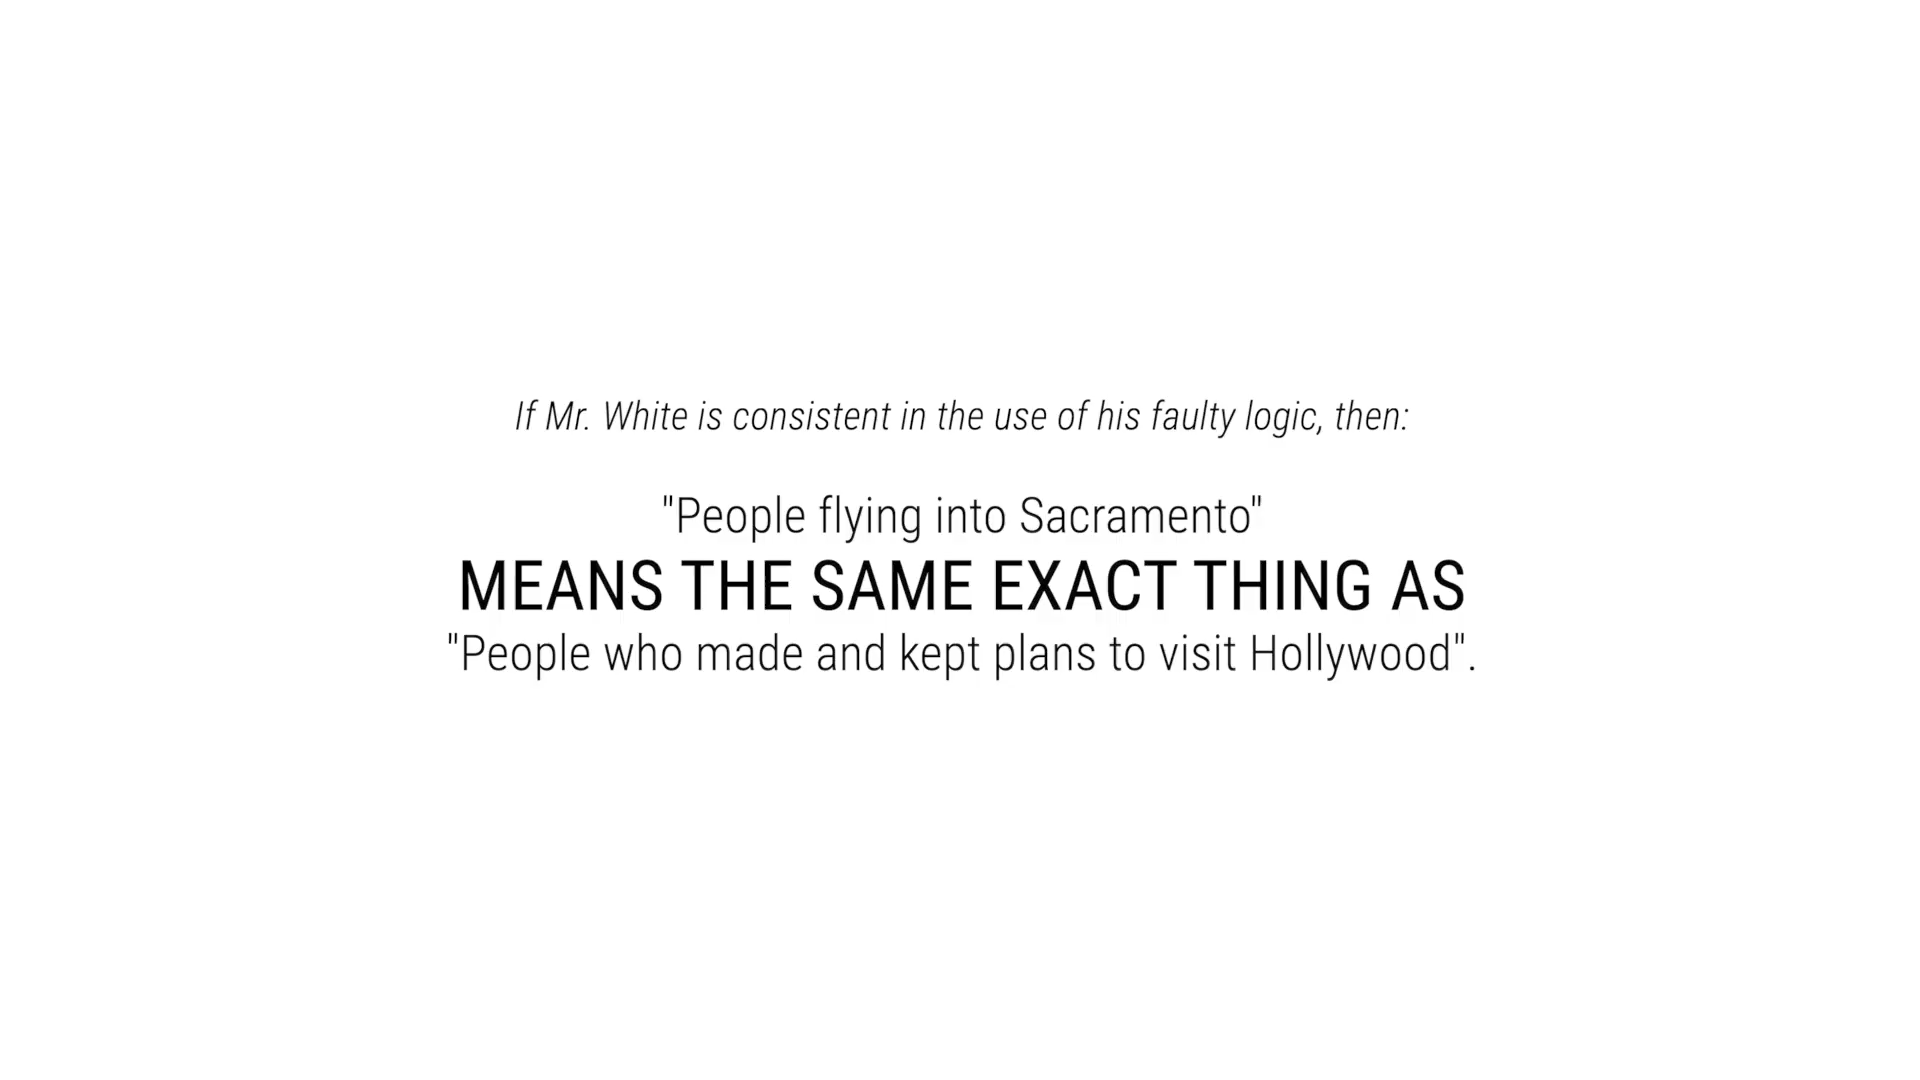 If Mr. White is consistent in the use of his faulty logic, then:
"People flying into Sacramento"
MEANS THE SAME EXACT THING AS
"People who made and kept plans to visit Hollywood".